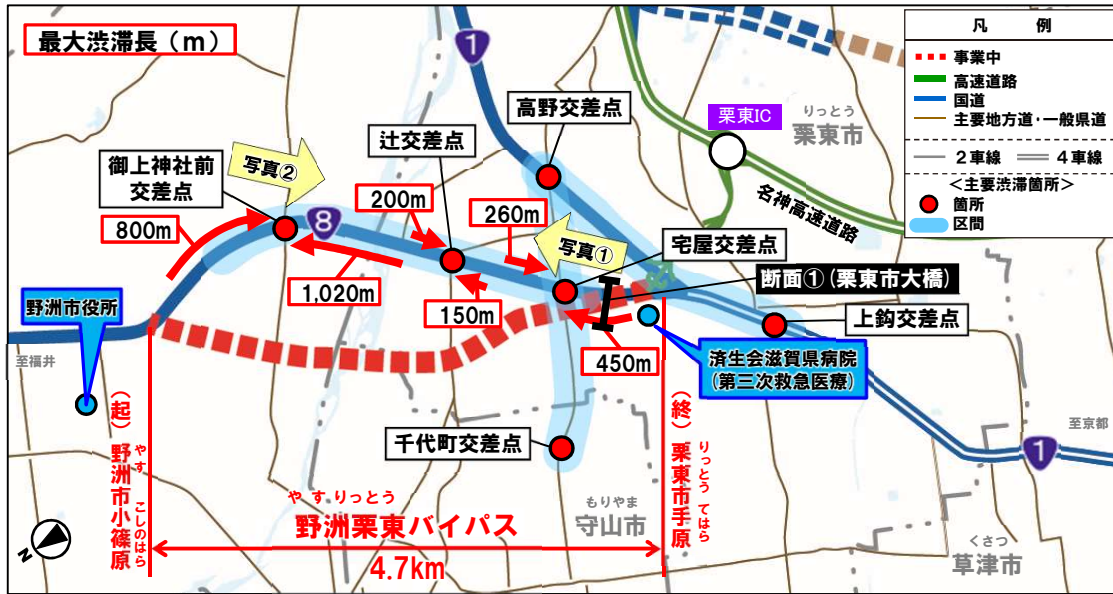 最大渋滞長（m）
1
高野交差点
栗東IC
りっとう
栗東市
名神高速道路
凡　例
事業中
高速道路
国道
主要地方道・一般県道
２車線
４車線
＜主要渋滞箇所＞
箇所
区間
御上神社前
交差点
写真②
辻交差点
200m
260m
写真①
宅屋交差点
800m
8
1,020m
150m
断面①（栗東市大橋）
上鈎交差点
450m
野洲市役所
済生会滋賀県病院
（第三次救急医療）
至福井
至京都
1
千代町交差点
（起）野洲市小篠原
やす
こしのはら
（終）栗東市手原
りっとう
てはら
やすりっとう
野洲栗東バイパス
4.7km
もりやま
守山市
くさつ
草津市
N